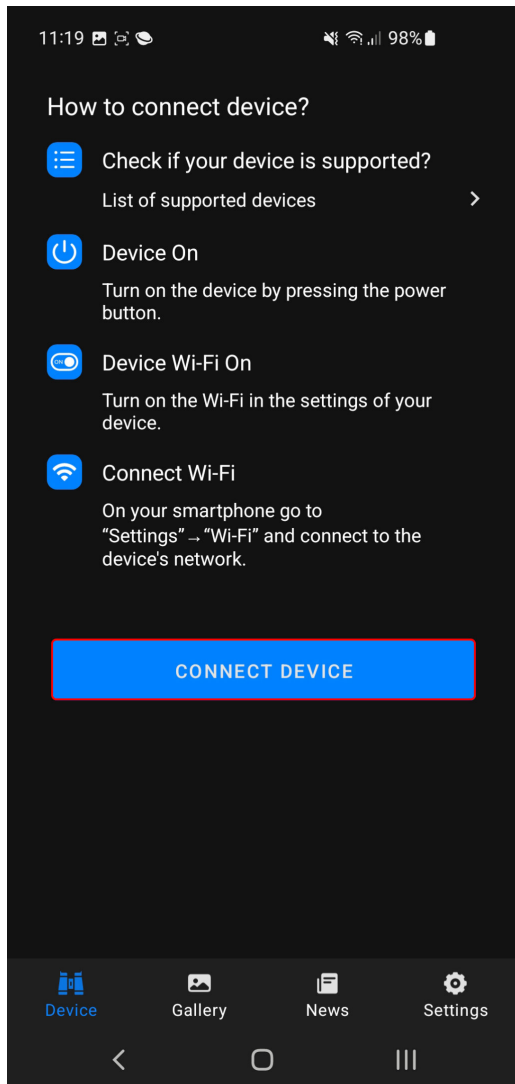 11:19 98%
How to connect device?
Check if your device is supported?
List of supported devices
Device On
Turn on the device by pressing the power
button.
ON
Device Wi-Fi On
Turn on the Wi-Fi in the settings of your
device.
Connect Wi-Fi
On your smartphone go to
“Settings”→“Wi-Fi” and connect to the
device's network.
CONNECT DEVICE
Device Gallery News Settings